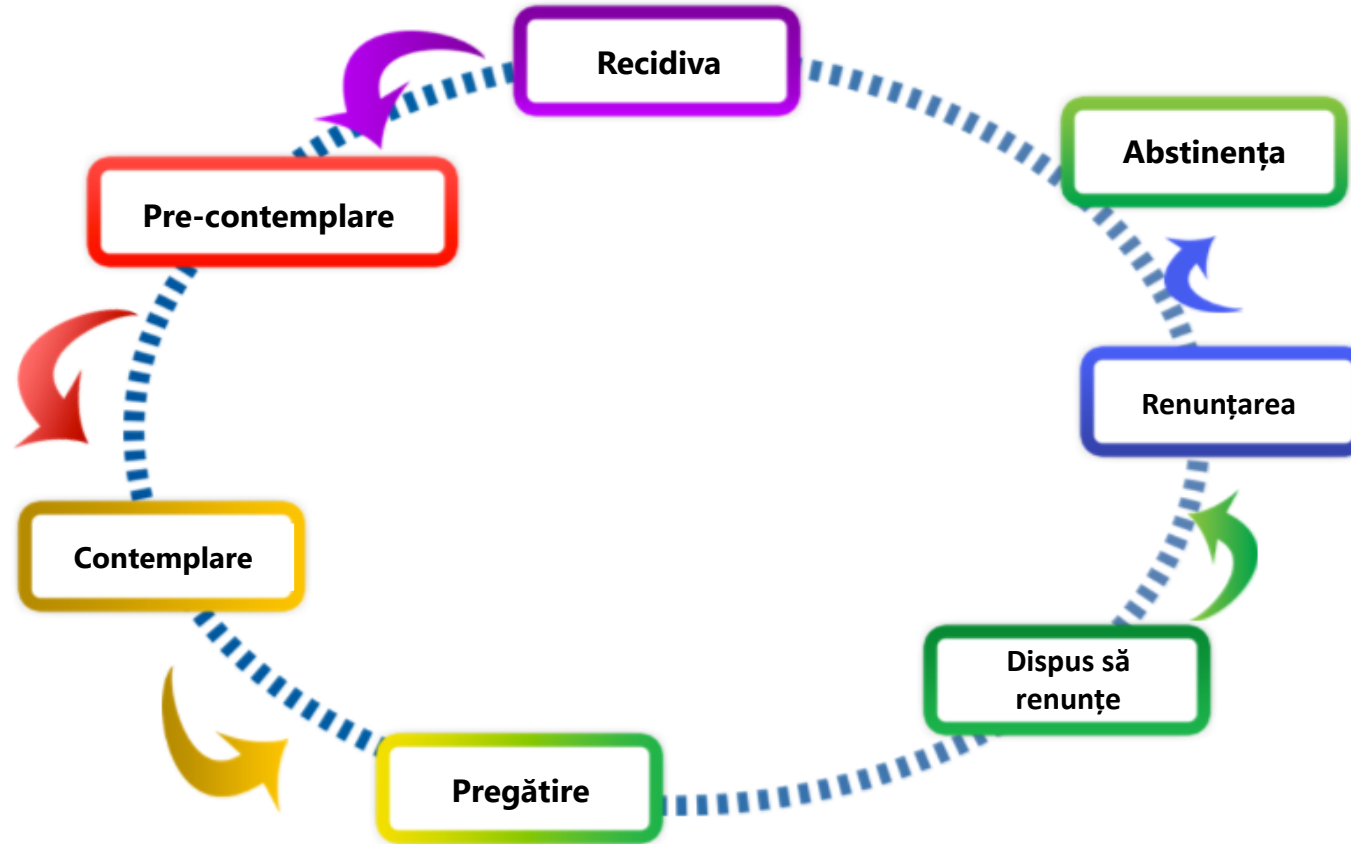 Recidiva
Abstinența
Pre-contemplare
Renunțarea
Contemplare
Dispus să
renunțe
Pregătire